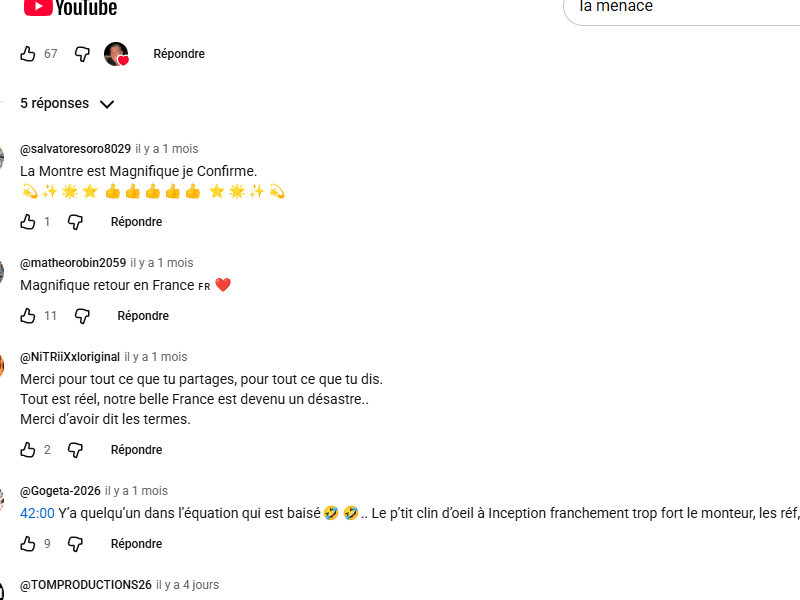 YouTube
la menace
67
Répondre
5 réponses
@salvatoresoro8029 il y a 1 mois
La Montre est Magnifique je Confirme.
💫✨🌟⭐👍👍👍👍👍⭐🌟✨💫
1 Répondre
@matheorobin2059 il y a 1 mois
Magnifique retour en France FR ❤️
11 Répondre
@NiTRiiXxloriginal il y a 1 mois
Merci pour tout ce que tu partages, pour tout ce que tu dis.
Tout est réel, notre belle France est devenu un désastre..
Merci d’avoir dit les termes.
2 Répondre
@Gogeta-2026 il y a 1 mois
42:00 Y’a quelqu’un dans l’équation qui est baisé🤣🤣.. Le p’tit clin d’oeil à Inception franchement trop fort le monteur, les réf,
9 Répondre
@TOMPRODUCTIONS26 il y a 4 jours